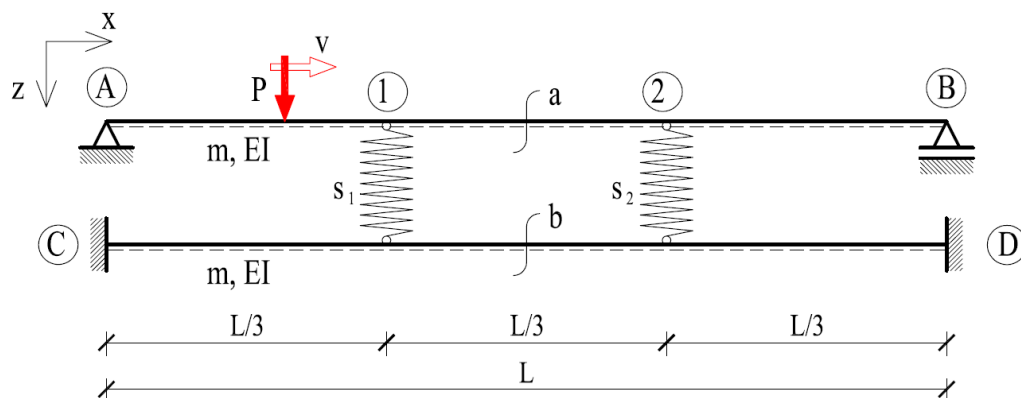 x
z
v
P
A
1
2
B
a
m, EI
s₁
s₂
b
C
D
m, EI
L/3
L/3
L/3
L